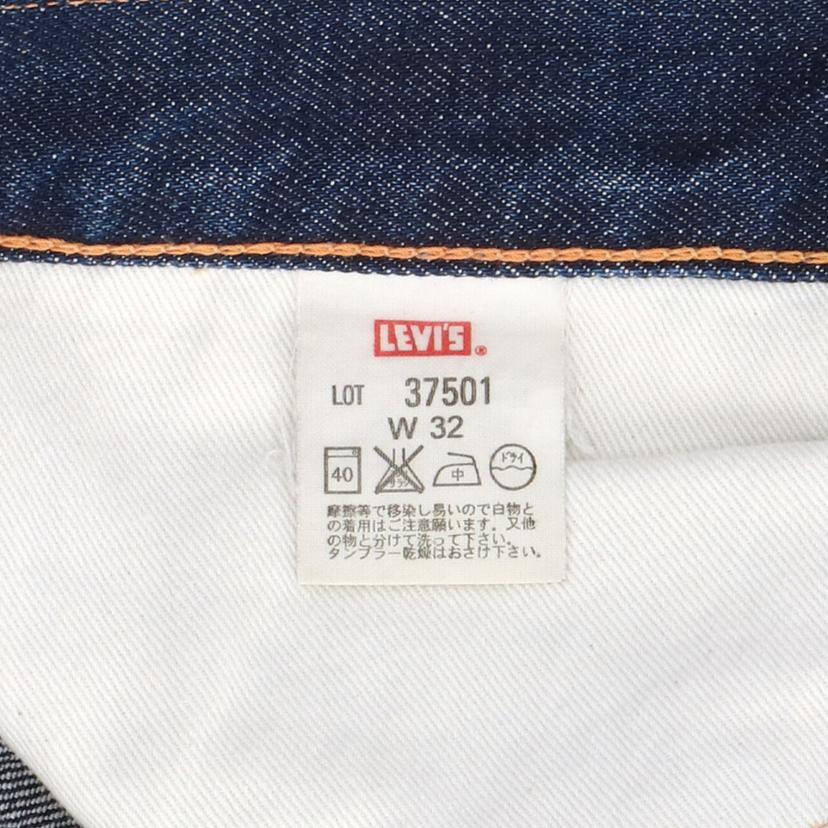 LEVI'S®
LOT 37501
W 32
40 中 ドライ
摩擦等で移染し易いので白物と
の着用はご注意願います。又他
の物と分けて洗って下さい。
タンブラー乾燥はおさけ下さい。